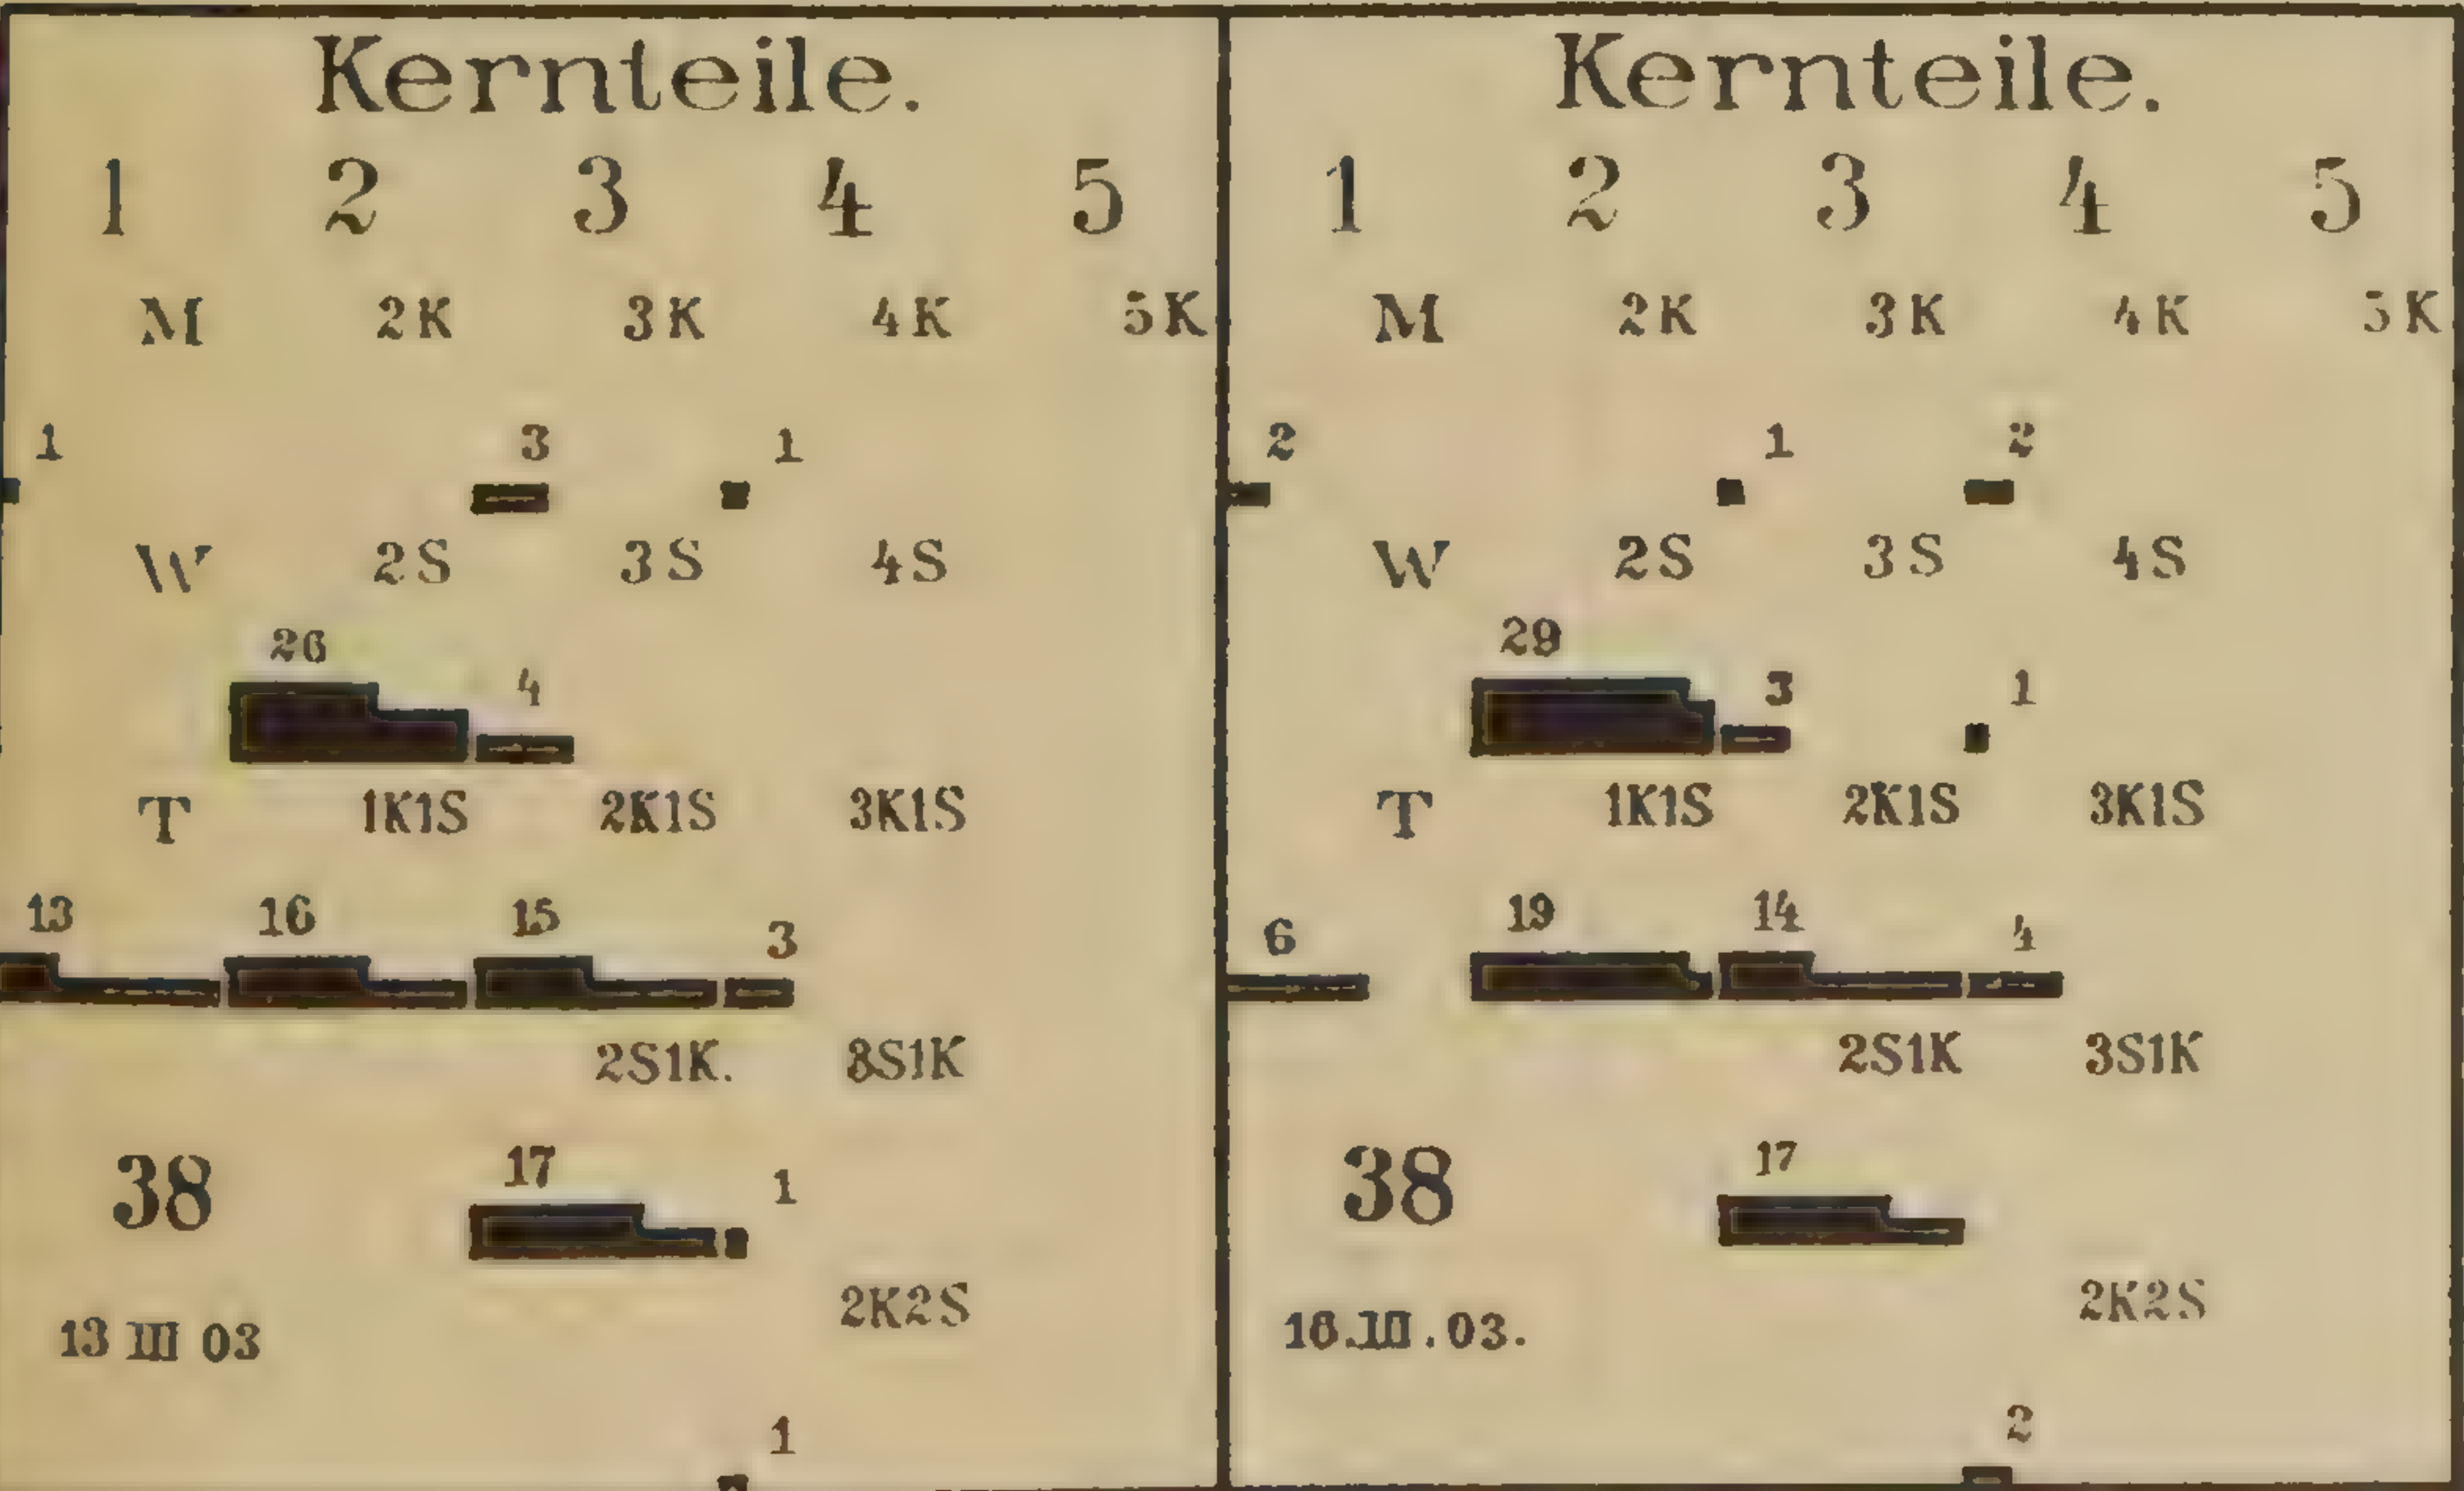 Kernteile.
1 2 3 4 5
M 2K 3K 4K 5K
1 3 1
W 2S 3S 4S
26
4
T 1K1S 2K1S 3K1S
13 16 15 3
2S1K. 3S1K
38 17 1
2K2S
13 III 03
1
Kernteile.
1 2 3 4 5
M 2K 3K 4K 5K
2 1 2
W 2S 3S 4S
29
3 1
T 1K1S 2K1S 3K1S
6 19 14 4
2S1K 3S1K
38 17
2K2S
16.III.03.
2